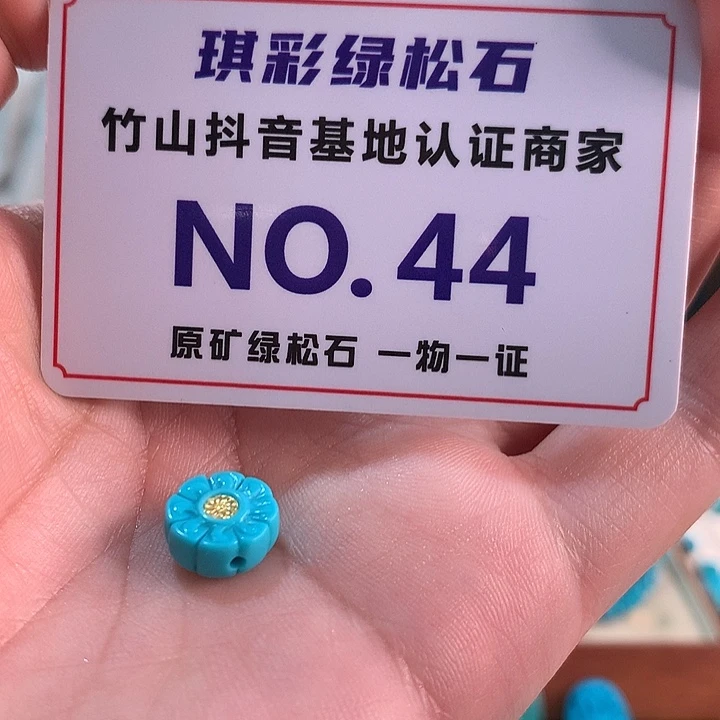 琪彩绿松石
竹山抖音基地认证商家
NO.44
原矿绿松石 一物一证